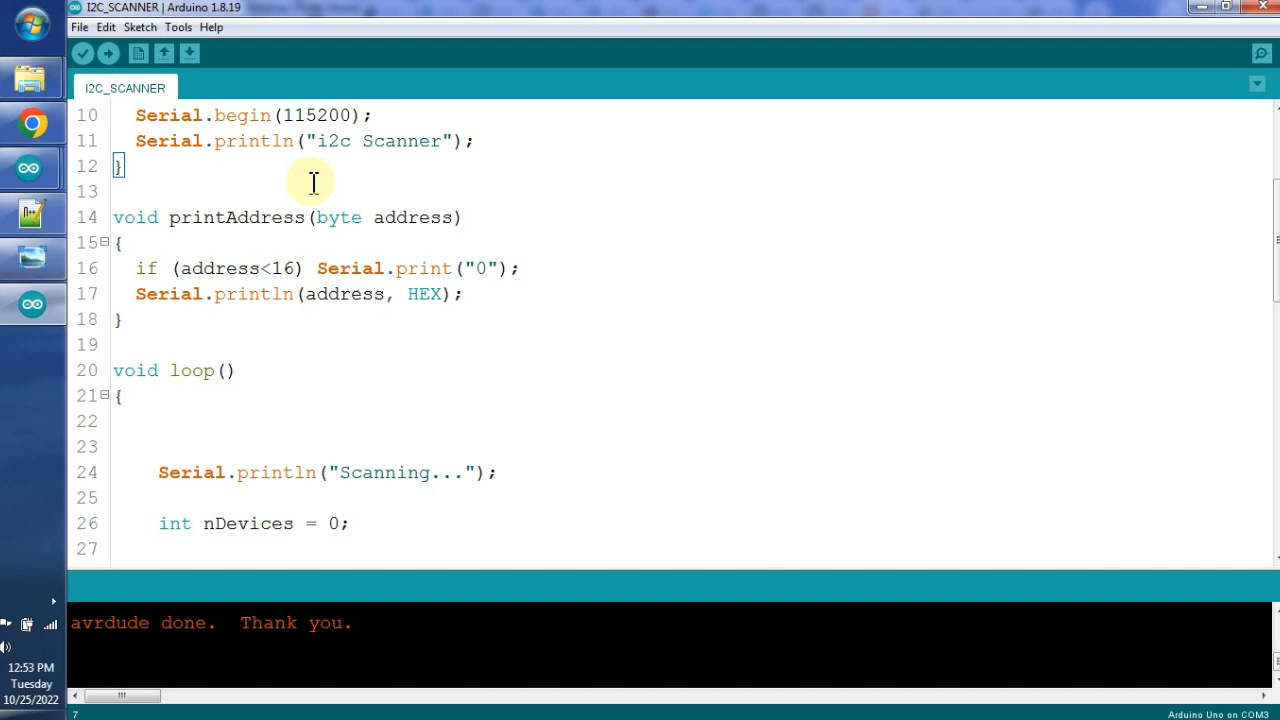 I2C_SCANNER | Arduino 1.8.19
File Edit Sketch Tools Help
I2C_SCANNER
10 Serial.begin(115200);
11 Serial.println("i2c Scanner");
12 }
13
14 void printAddress(byte address)
15 {
16 if (address<16) Serial.print("0");
17 Serial.println(address, HEX);
18 }
19
20 void loop()
21 {
22
23
24 Serial.println("Scanning...");
25
26 int nDevices = 0;
27
avrdude done. Thank you.
12:53 PM
Tuesday
10/25/2022
7
Arduino Uno on COM3